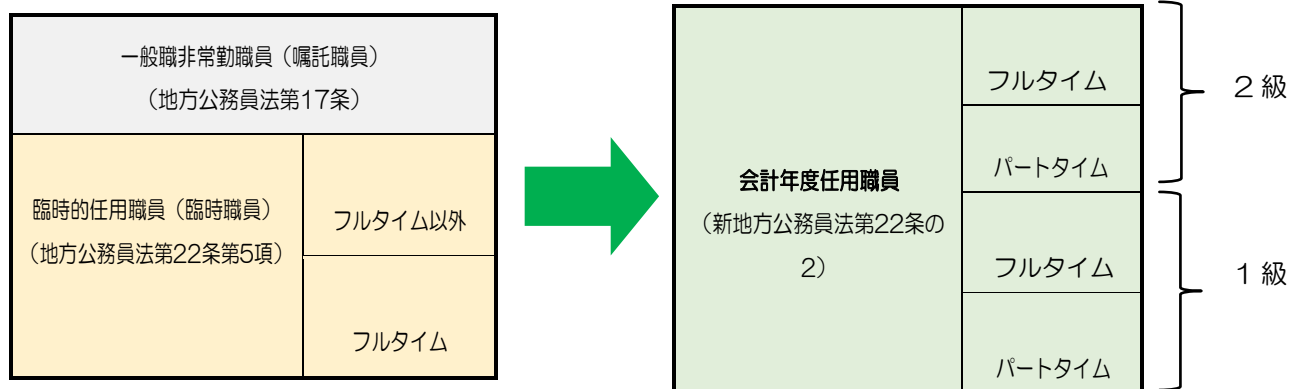 一般職非常勤職員（嘱託職員）
（地方公務員法第17条）
臨時的任用職員（臨時職員）
（地方公務員法第22条第5項）
フルタイム以外
フルタイム
会計年度任用職員
（新地方公務員法第22条の
2）
フルタイム
パートタイム
フルタイム
パートタイム
２級
１級